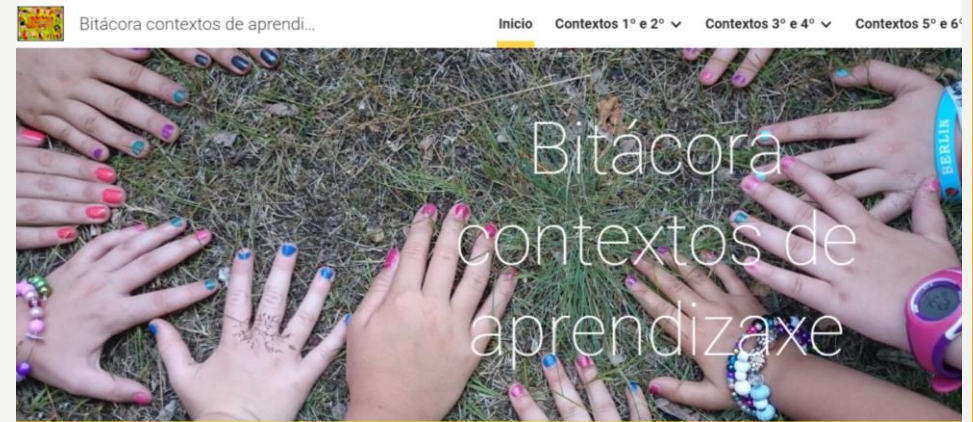 Bitácora contextos de aprendi...
Inicio
Contextos 1º e 2º
Contextos 3º e 4º
Contextos 5º e 6º
Bitácora
contextos de
aprendizaxe
BERLIN